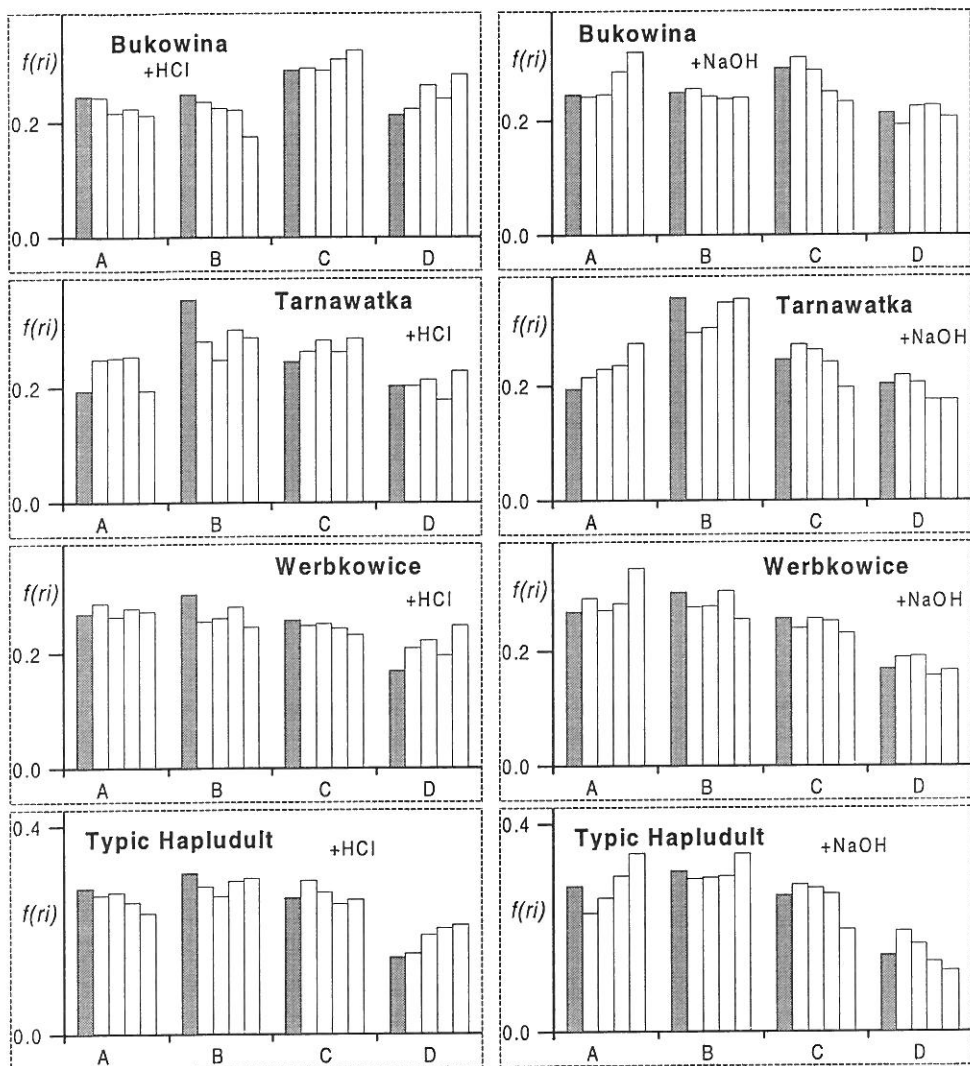 Bukowina
+HCl
f(ri)
0.2
0.0
A B C D
Bukowina
+NaOH
f(ri)
0.2
0.0
A B C D
Tarnawatka
+HCl
f(ri)
0.2
0.0
A B C D
Tarnawatka
+NaOH
f(ri)
0.2
0.0
A B C D
Werbkowice
+HCl
f(ri)
0.2
0.0
A B C D
Werbkowice
+NaOH
f(ri)
0.2
0.0
A B C D
0.4
Typic Hapludult +HCl
f(ri)
0.0
A B C D
0.4
Typic Hapludult +NaOH
f(ri)
0.0
A B C D